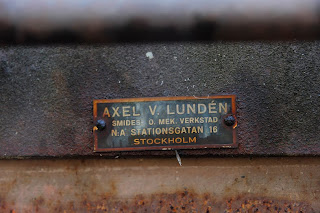 AXEL V. LUNDÉN
SMIDES- O. MEK. VERKSTAD
N:A STATIONSGATAN 16
STOCKHOLM